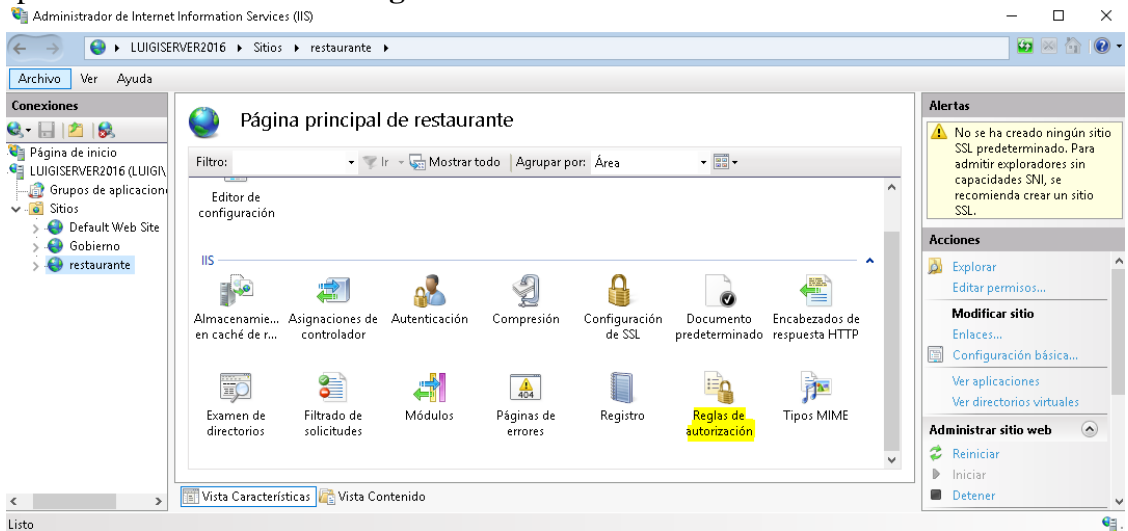 Administrador de Internet Information Services (IIS)
LUIGISERVER2016 ▸ Sitios ▸ restaurante ▸
Archivo Ver Ayuda
Conexiones
Página de inicio
LUIGISERVER2016 (LUIGI\
Grupos de aplicacion
Sitios
Default Web Site
Gobierno
restaurante
Página principal de restaurante
Filtro: Ir Mostrar todo Agrupar por: Área
Editor de
configuración
IIS
Almacenamie...
en caché de r...
Asignaciones de
controlador
Autenticación
Compresión
Configuración
de SSL
Documento
predeterminado
Encabezados de
respuesta HTTP
Examen de
directorios
Filtrado de
solicitudes
Módulos
404
Páginas de
errores
Registro
Reglas de
autorización
Tipos MIME
Vista Características Vista Contenido
Alertas
No se ha creado ningún sitio
SSL predeterminado. Para
admitir exploradores sin
capacidades SNI, se
recomienda crear un sitio
SSL.
Acciones
Explorar
Editar permisos...
Modificar sitio
Enlaces...
Configuración básica...
Ver aplicaciones
Ver directorios virtuales
Administrar sitio web
Reiniciar
Iniciar
Detener
Listo